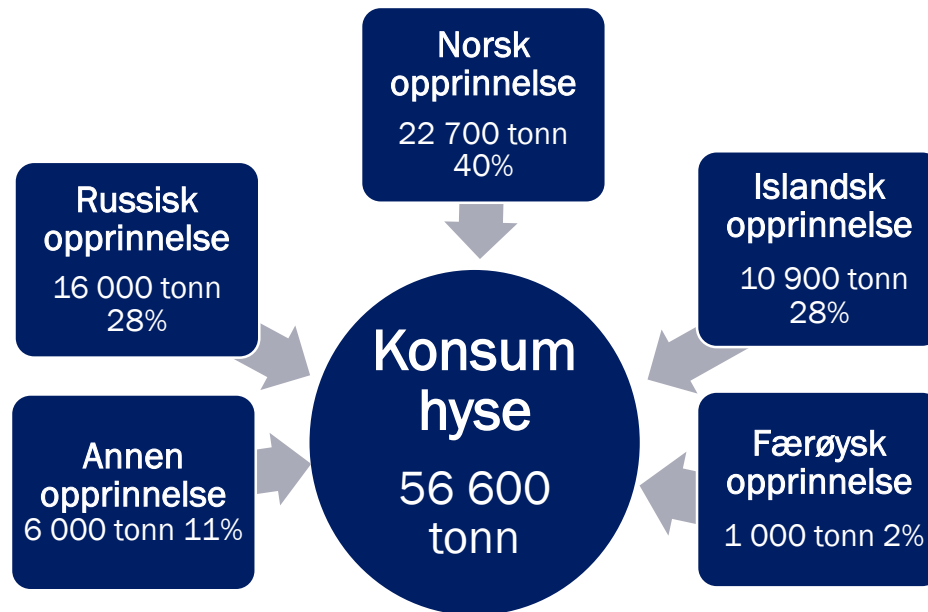 Norsk
opprinnelse
22 700 tonn
40%
Russisk
opprinnelse
16 000 tonn
28%
Islandsk
opprinnelse
10 900 tonn
28%
Konsum
hyse
56 600
tonn
Annen
opprinnelse
6 000 tonn 11%
Færøysk
opprinnelse
1 000 tonn 2%